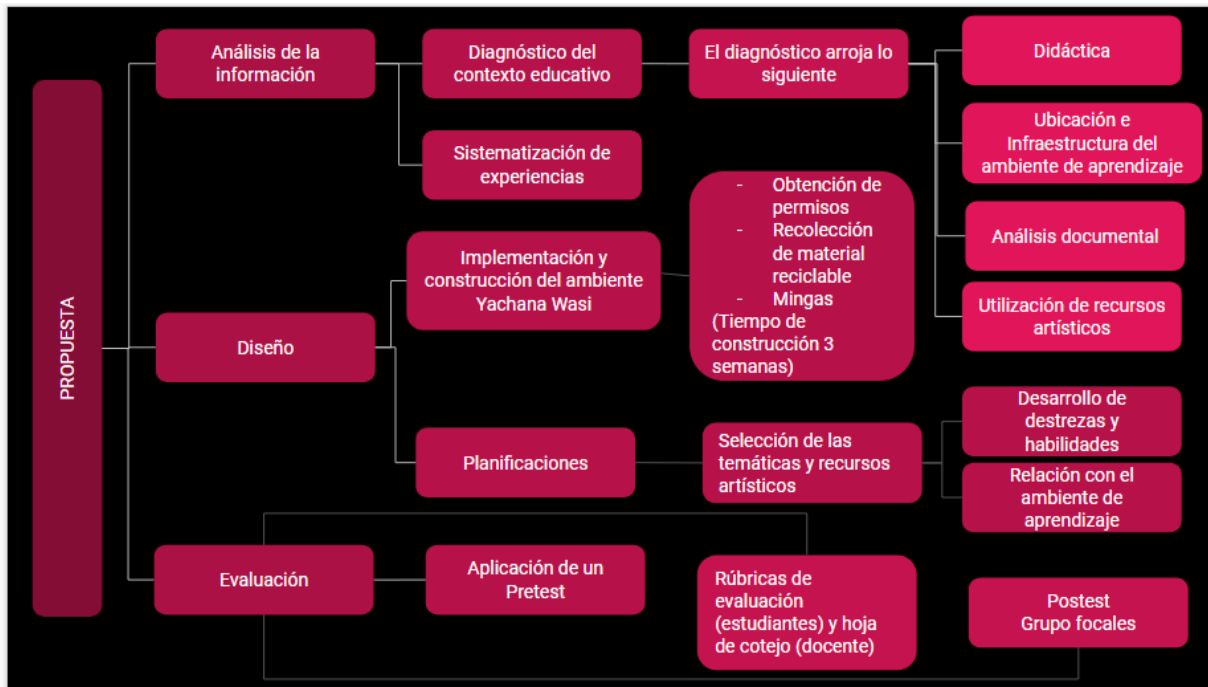 PROPUESTA
Análisis de la
información
Diagnóstico del
contexto educativo
El diagnóstico arroja lo
siguiente
Didáctica
Ubicación e
Infraestructura del
ambiente de aprendizaje
Análisis documental
Utilización de recursos
artísticos
Sistematización de
experiencias
Diseño
Implementación y
construcción del ambiente
Yachana Wasi
- Obtención de
permisos
- Recolección
de material
reciclable
- Mingas
(Tiempo de
construcción 3
semanas)
Planificaciones
Selección de las
temáticas y recursos
artísticos
Desarrollo de
destrezas y
habilidades
Relación con el
ambiente de
aprendizaje
Evaluación
Aplicación de un
Pretest
Rúbricas de
evaluación
(estudiantes) y hoja
de cotejo (docente)
Postest
Grupo focales